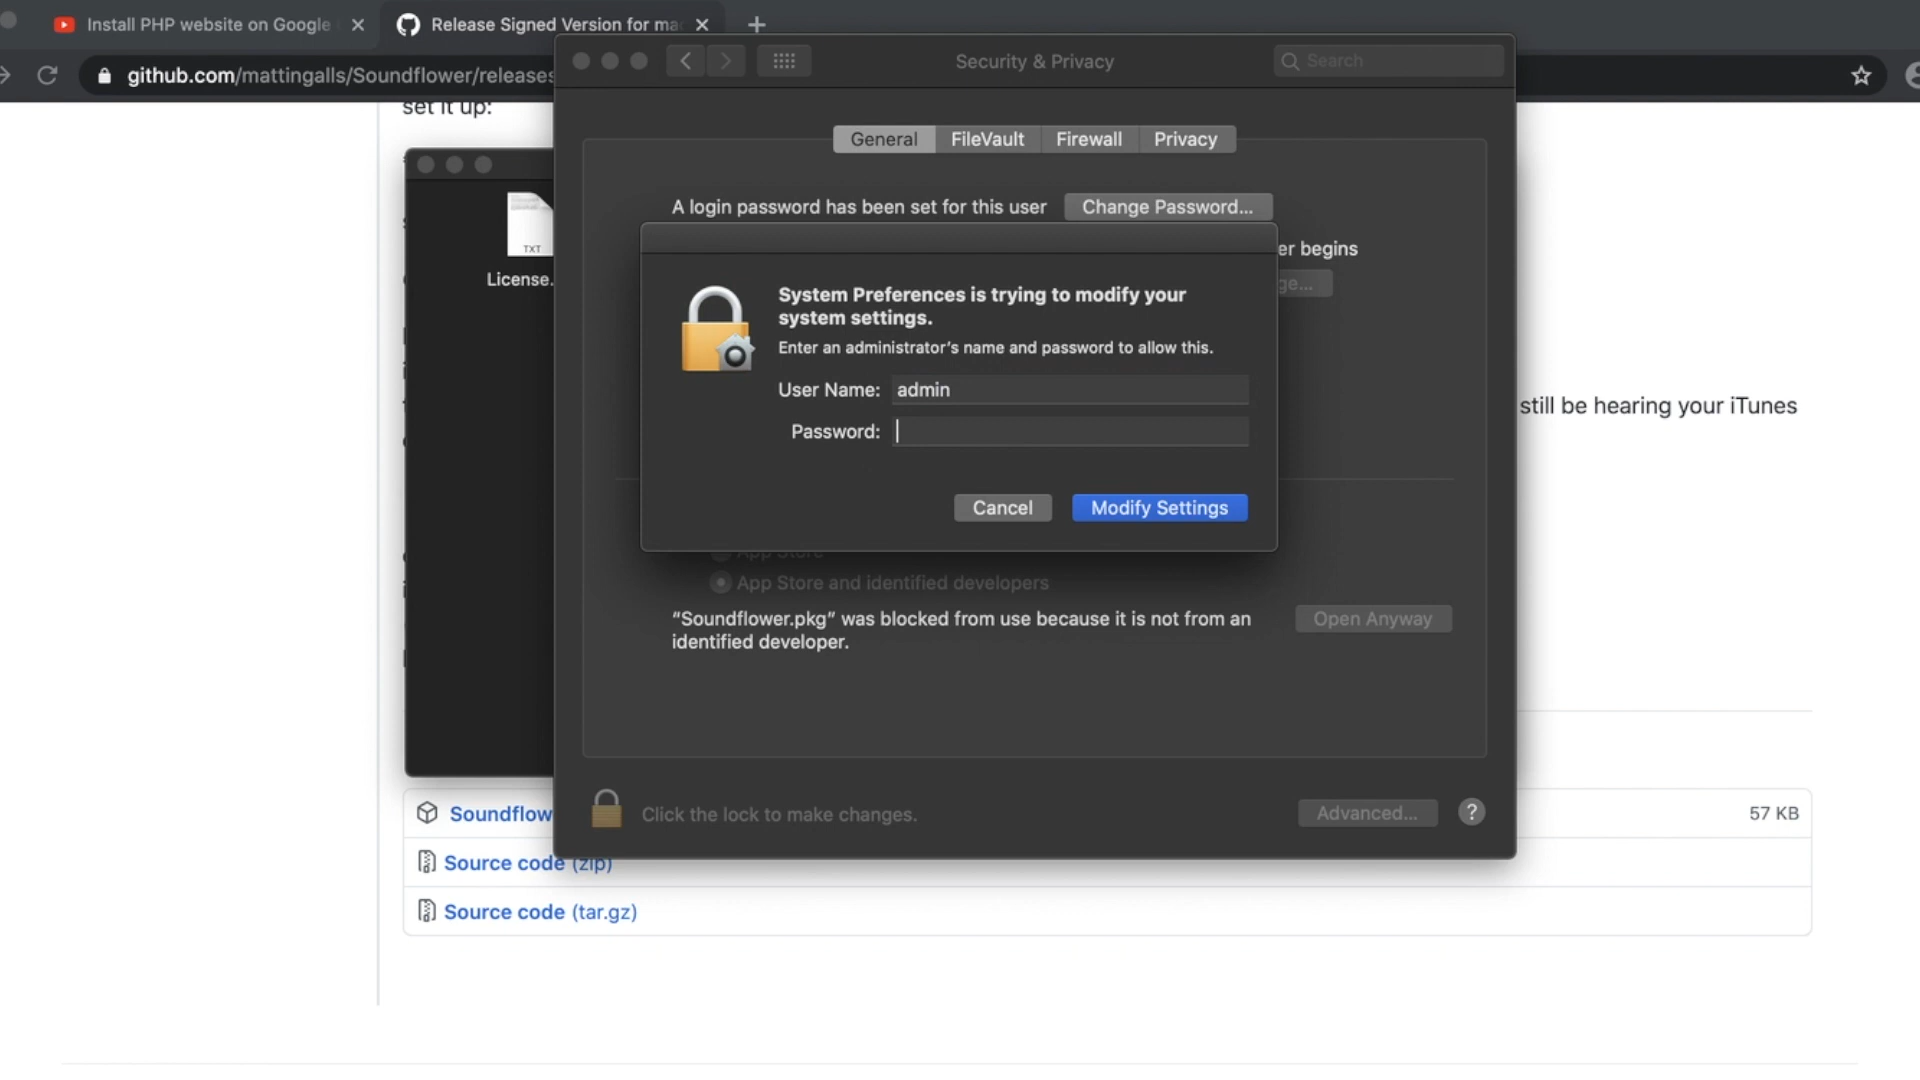 Install PHP website on Google
Release Signed Version for mac
github.com/mattingalls/Soundflower/releases
Security & Privacy
Search
set it up:
General
FileVault
Firewall
Privacy
A login password has been set for this user
Change Password...
er begins
ge...
TXT
License.
System Preferences is trying to modify your
system settings.
Enter an administrator's name and password to allow this.
User Name: admin
Password:
Cancel
Modify Settings
still be hearing your iTunes
App Store
App Store and identified developers
“Soundflower.pkg” was blocked from use because it is not from an
identified developer.
Open Anyway
Click the lock to make changes.
Advanced...
?
Soundflow
57 KB
Source code (zip)
Source code (tar.gz)